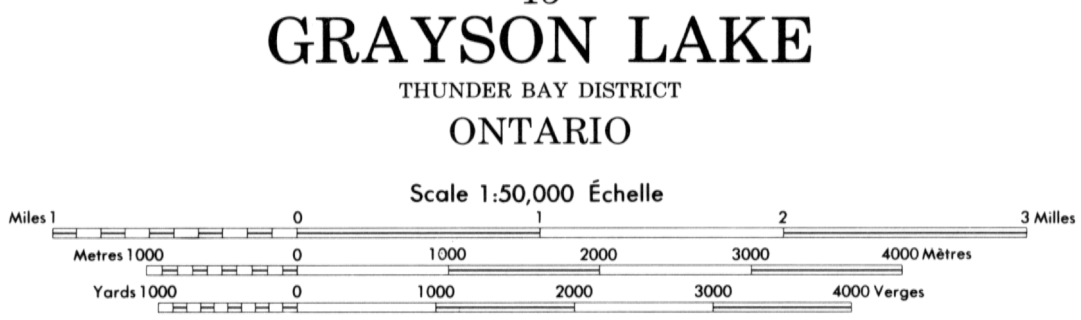 GRAYSON LAKE
THUNDER BAY DISTRICT
ONTARIO
Scale 1:50,000 Échelle
Miles 1 0 1 2 3 Milles
Metres 1000 0 1000 2000 3000 4000 Mètres
Yards 1000 0 1000 2000 3000 4000 Verges